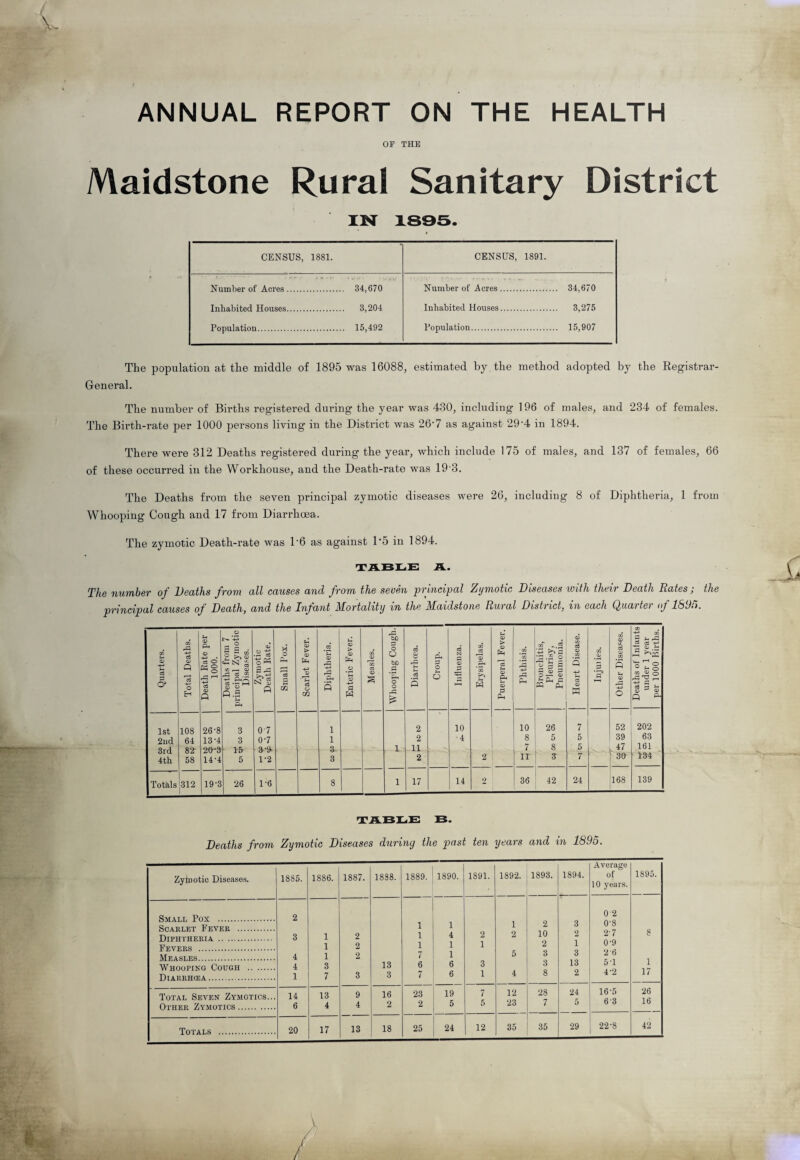 ANNUAL REPORT ON THE HEALTH
OF THE
Maidstone Rural Sanitary District
IN 1895.
CENSUS, 1881. CENSUS, 1891.
Number of Acres.................... 34,670 Number of Acres.................... 34,670
Inhabited Houses.................... 3,204 Inhabited Houses.................... 3,275
Population............................ 15,492 Population............................ 15,907
The population at the middle of 1895 was 16088, estimated by the method adopted by the Registrar-
General.
The number of Births registered during the year was 430, including 196 of males, and 234 of females.
The Birth-rate per 1000 persons living in the District was 26·7 as against 29·4 in 1894.
There were 312 Deaths registered during the year, which include 175 of males, and 137 of females, 66
of these occurred in the Workhouse, and the Death-rate was 19·3.
The Deaths from the seven principal zymotic diseases were 26, including 8 of Diphtheria, 1 from
Whooping Cough and 17 from Diarrhœa.
The zymotic Death-rate was 1·6 as against 1·5 in 1894.
TABLE A.
The number of Deaths from all causes and from the seven principal Zymotic Diseases with their Death Rates; the
principal causes of Death, and the Infant Mortality in the Maidstone Rural District, in each Quarter of 1895.
Quarters. Total Deaths. Death Rate per 1000. Deaths from 7 principal Zymotic Diseases. Zymotic Death Rate. Small Pox. Scarlet Fever. Diphtheria. Enteric Fever. Measles. Whooping Cough. Diarrhœa. Croup. Influenza. Erysipelas. Puerperal Fever. Phthisis. Bronchitis, Pleurisy, Pneumonia. Heart Disease. Injuries. Other Diseases. Deaths of Infants under 1 year per 1000 Births.
1st 108 26·8 3 0·7 1 2 10 10 26 7 52 202
2nd 64 13·4 3 0·7 1 2 4 8 5 5 39 63
3rd 82 20·3 15 3·9 3 1 11 7 8 5 47 161
4th 58 14·4 5 1·2 3 2 2 11 3 7 30 134
Totals 312 19·3 26 1·6 8 1 17 14 2 36 42 24 168 139
TABLE B.
Deaths from Zymotic Diseases during the past ten years and in 1895.
Zymotic Diseases. 1885. 1886. 1887. 1888. 1889. 1890. 1891. 1892. 1893. 1894. Average of 10 years. 1895.
Small Pox .................... 2 0·2
Scarlet Fever ............ 1 1 1 2 3 0·8
Diphtheria .................. 3 1 2 1 4 2 2 10 2 2·7 8
Fevers ........................ 1 2 1 1 1 2 1 0·9
Measles........................ 4 1 2 7 1 5 3 3 2·6
Whooping Cough ......... 4 3 13 6 6 3 3 13 5·1 1
Diarrhœa.................... 1 7 3 3 7 6 1 4 8 2 4·2 17
Total Seven Zymotics... 14 13 9 16 23 19 7 12 28 24 16·5 26
Other Zymotics............ 6 4 4 2 2 5 5 23 7 5 6·3 16
Totals .................... 20 17 13 18 25 24 12 35 35 29 22·8 42